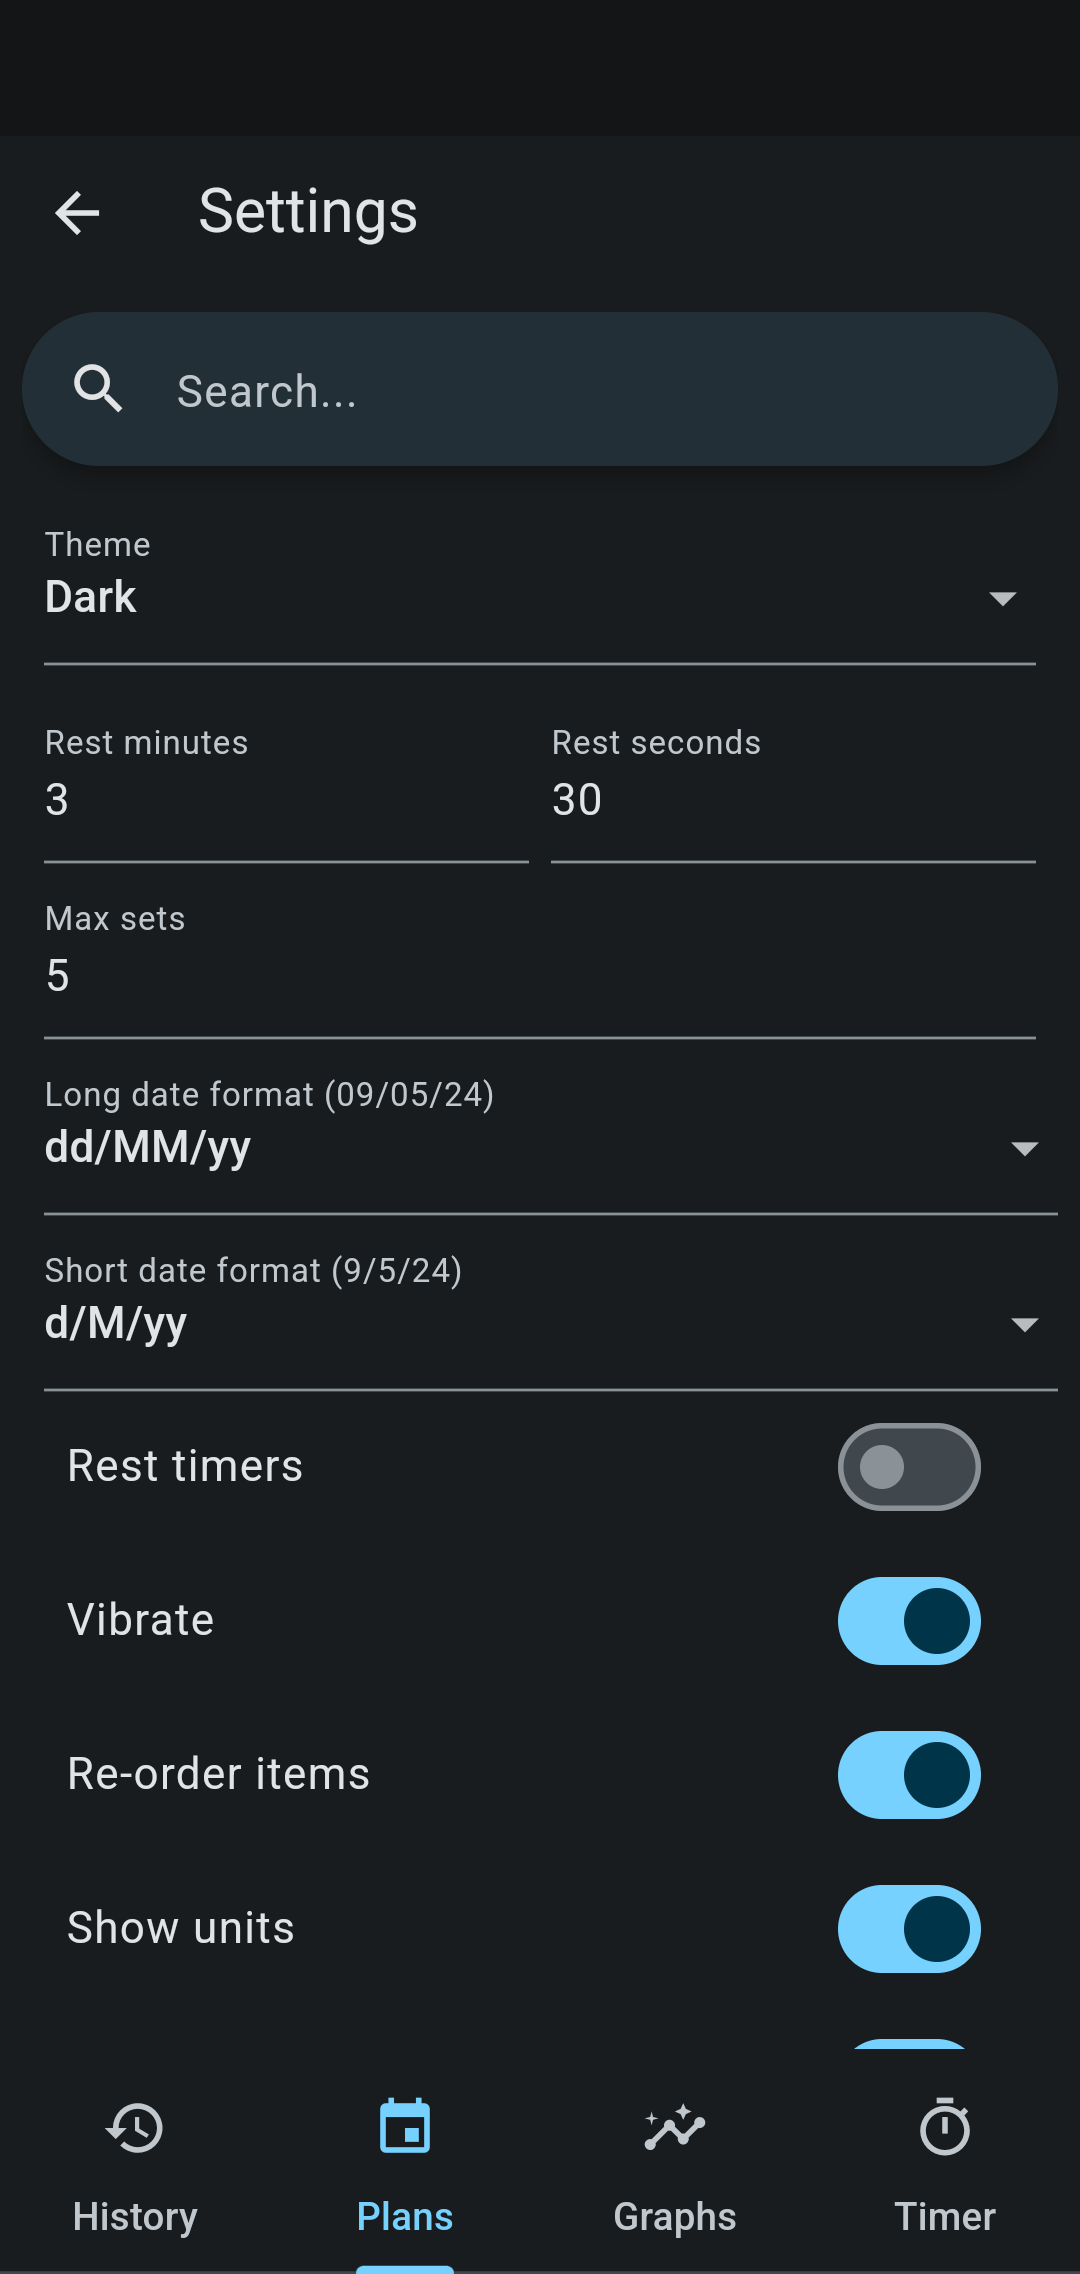 Settings
Search...
Theme
Dark
Rest minutes
Rest seconds
3
30
Max sets
5
Long date format (09/05/24)
dd/MM/yy
Short date format (9/5/24)
d/M/yy
Rest timers
Vibrate
Re-order items
Show units
History
Plans
Graphs
Timer